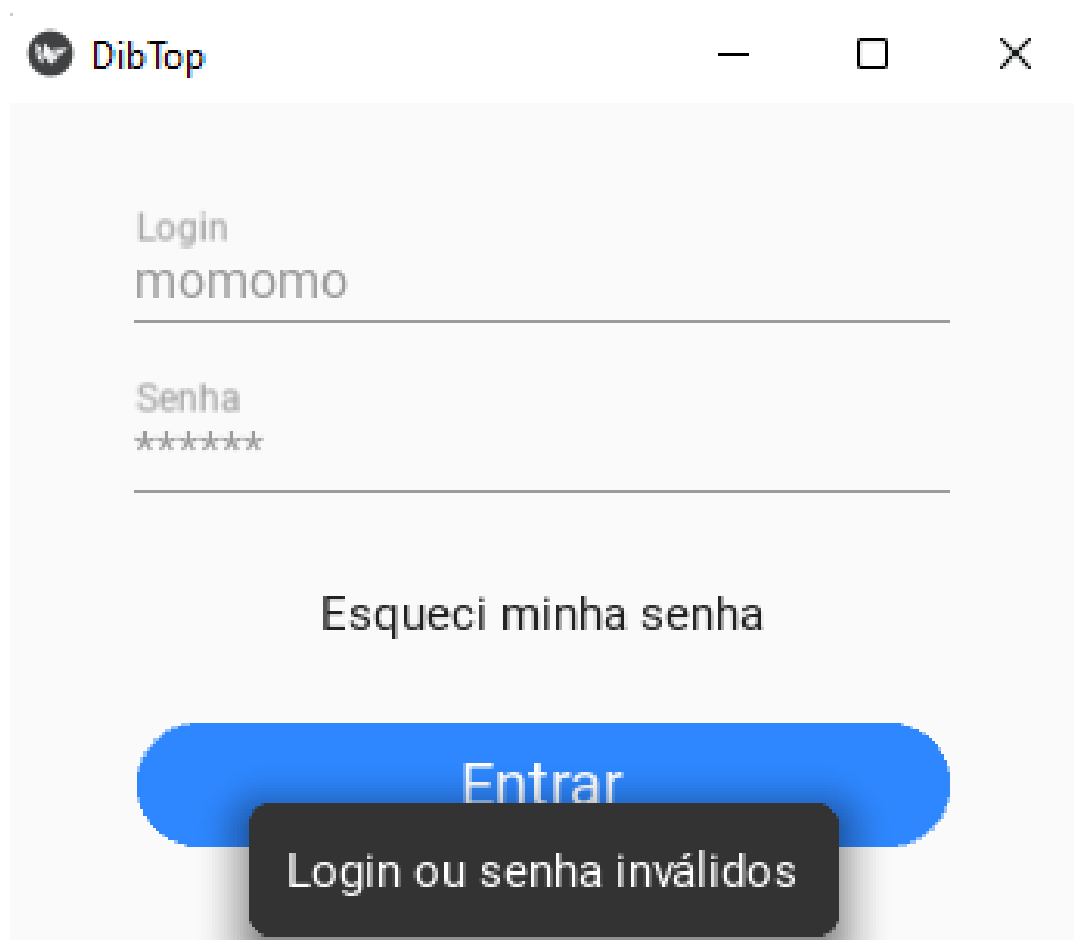 DibTop
Login
momomo
Senha
******
Esqueci minha senha
Entrar
Login ou senha inválidos